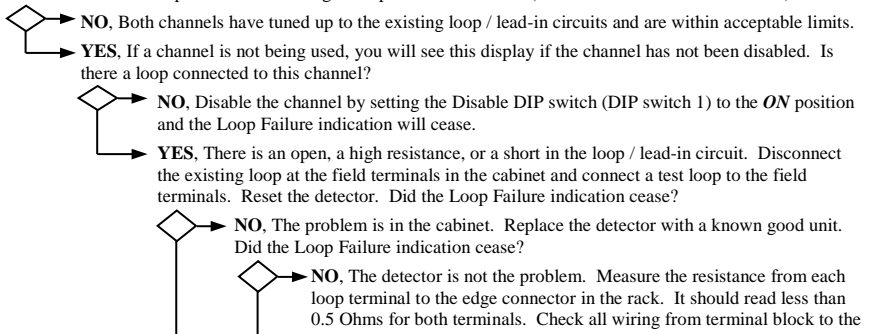 NO, Both channels have tuned up to the existing loop / lead-in circuits and are within acceptable limits.
YES, If a channel is not being used, you will see this display if the channel has not been disabled. Is
there a loop connected to this channel?
NO, Disable the channel by setting the Disable DIP switch (DIP switch 1) to the ON position
and the Loop Failure indication will cease.
YES, There is an open, a high resistance, or a short in the loop / lead-in circuit. Disconnect
the existing loop at the field terminals in the cabinet and connect a test loop to the field
terminals. Reset the detector. Did the Loop Failure indication cease?
NO, The problem is in the cabinet. Replace the detector with a known good unit.
Did the Loop Failure indication cease?
NO, The detector is not the problem. Measure the resistance from each
loop terminal to the edge connector in the rack. It should read less than
0.5 Ohms for both terminals. Check all wiring from terminal block to the